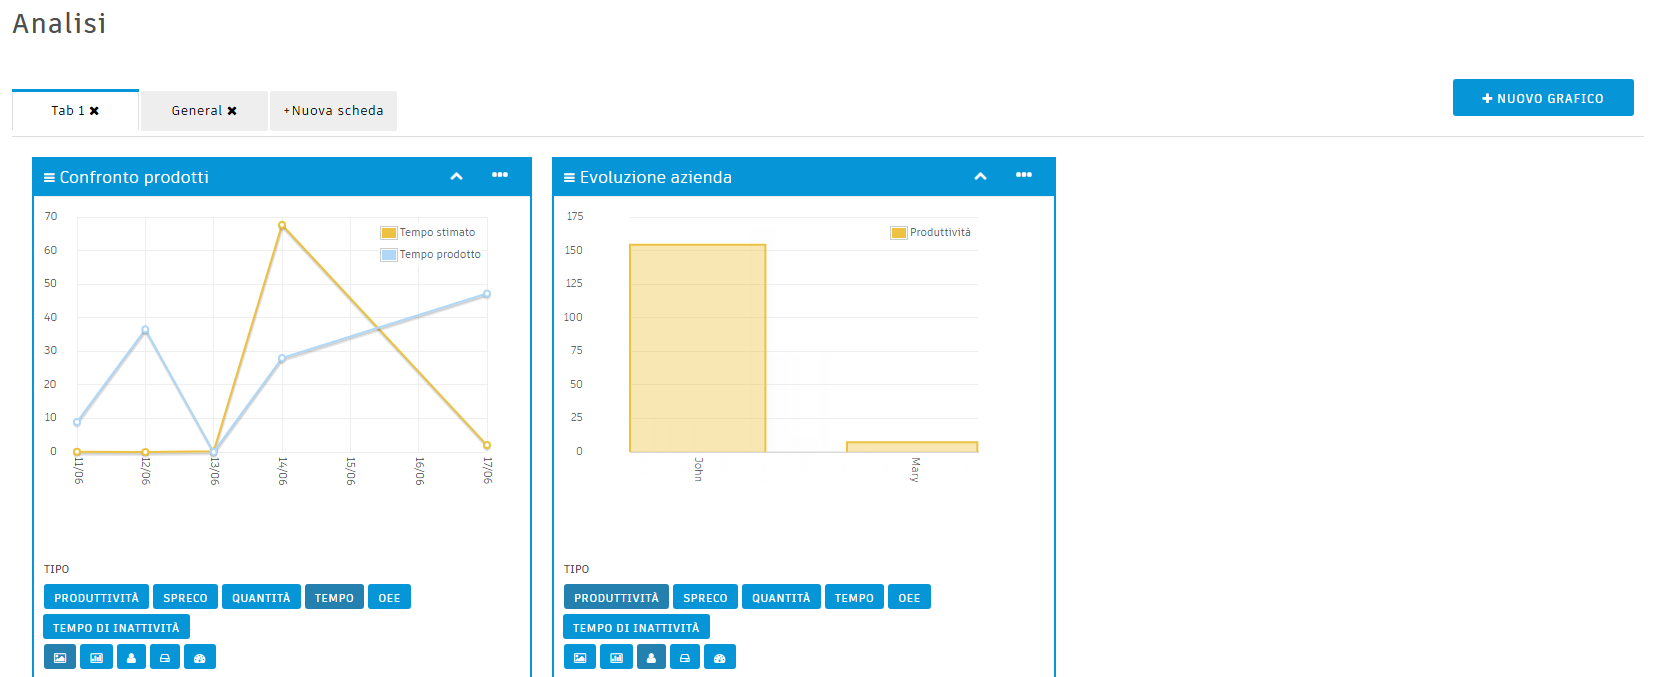 Analisi
Tab 1 ✖
General ✖
+Nuova scheda
+ NUOVO GRAFICO
Confronto prodotti
70
60
50
40
30
20
10
0
Tempo stimato
Tempo prodotto
11/06
12/06
13/06
14/06
15/06
16/06
17/06
TIPO
PRODUTTIVITÀ SPRECO QUANTITÀ TEMPO OEE
TEMPO DI INATTIVITÀ
Evoluzione azienda
175
150
125
100
75
50
25
0
Produttività
John
Mary
TIPO
PRODUTTIVITÀ SPRECO QUANTITÀ TEMPO OEE
TEMPO DI INATTIVITÀ